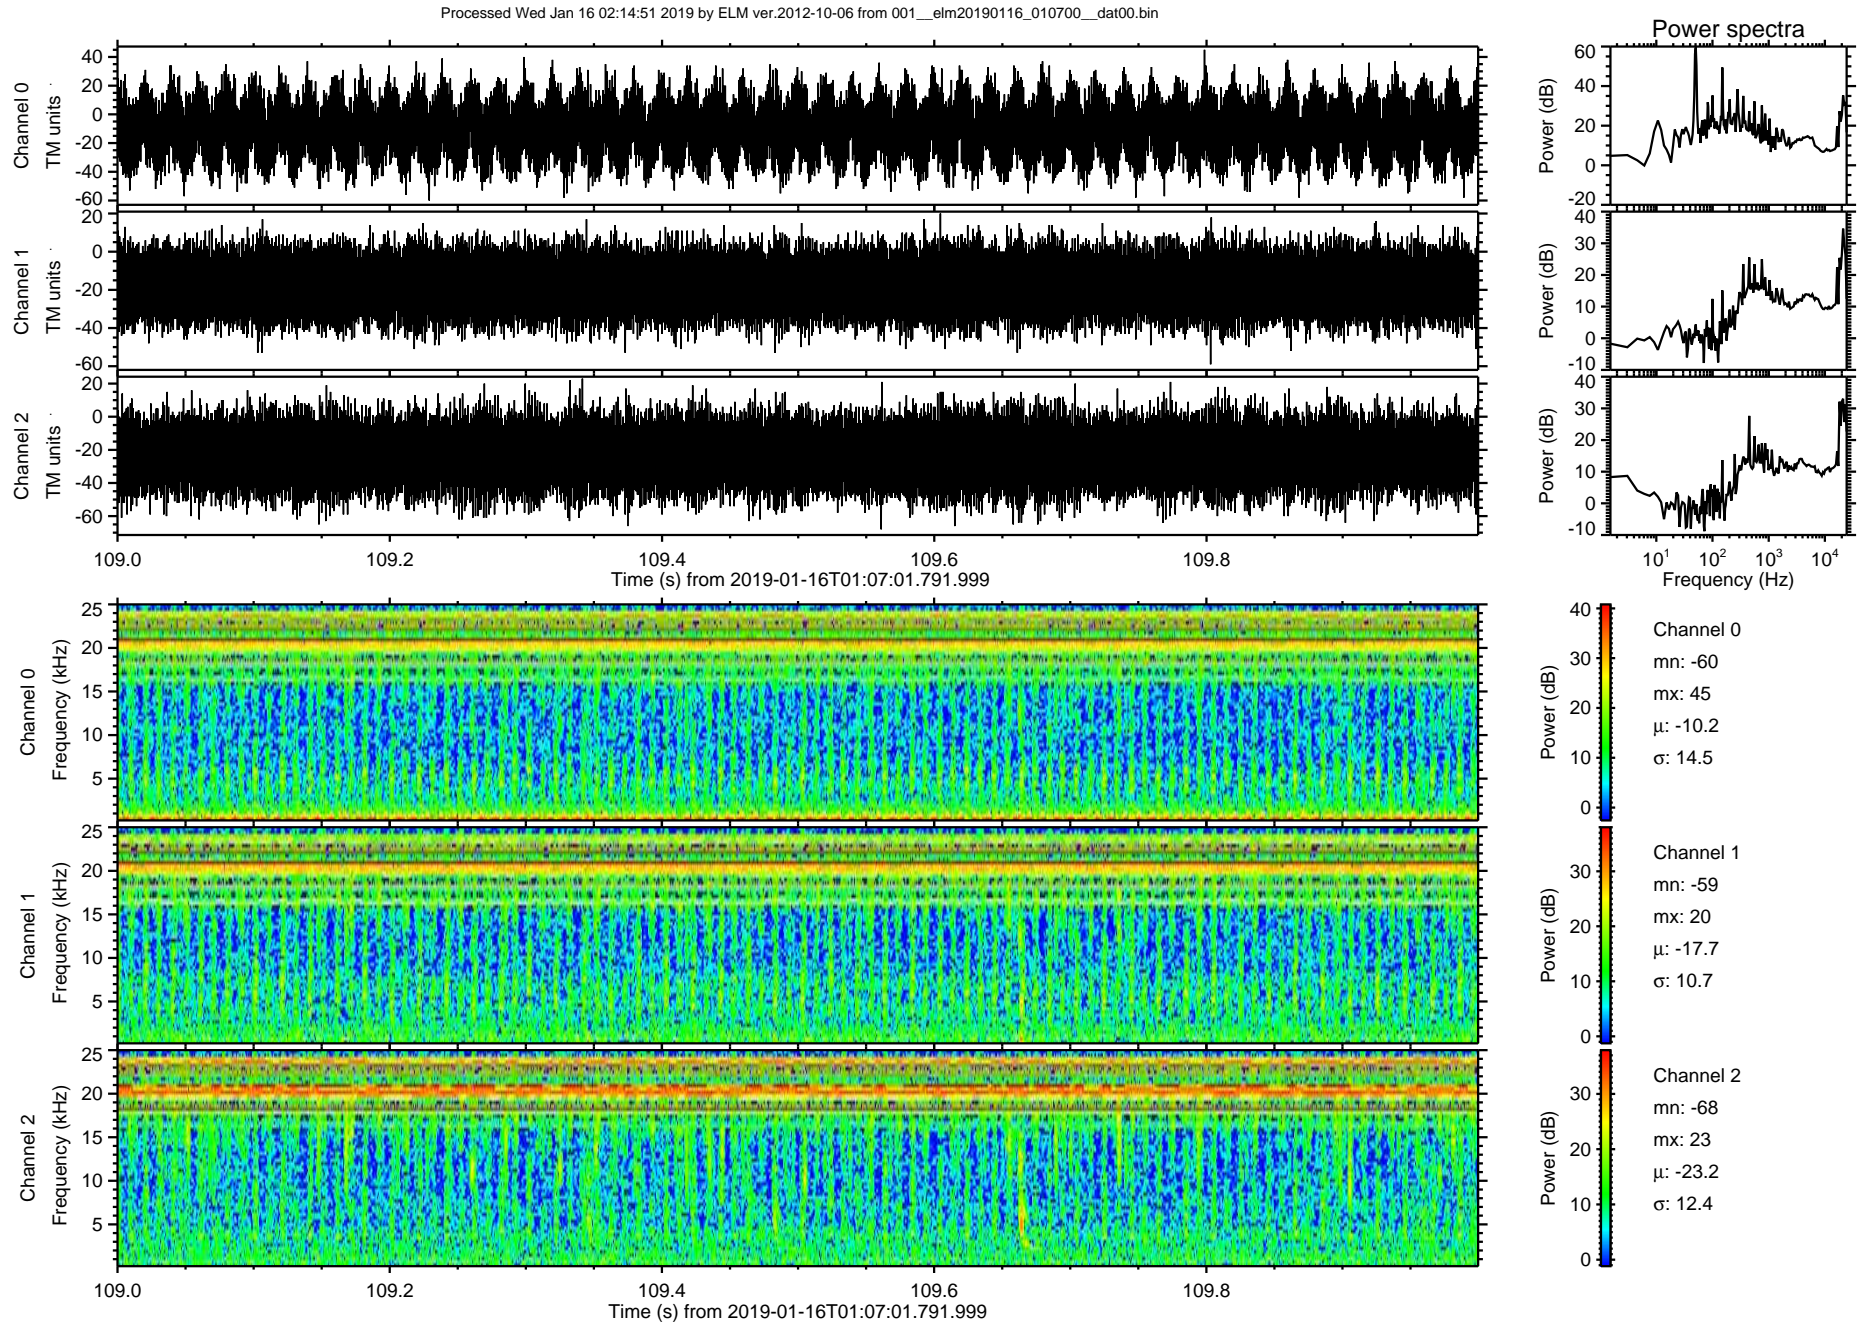 Processed Wed Jan 16 02:14:51 2019 by ELM ver.2012-10-06 from 001__elm20190116_010700__dat00.bin
Power spectra
Channel 0
TM units
40
20
0
-20
-40
-60
Power (dB)
60
40
20
0
-20
Channel 1
TM units
20
0
-20
-40
-60
Power (dB)
40
30
20
10
0
-10
Channel 2
TM units
20
0
-20
-40
-60
Power (dB)
40
30
20
10
0
-10
109.0 109.2 109.4 109.6 109.8
Time (s) from 2019-01-16T01:07:01.791.999
10¹ 10² 10³ 10⁴
Frequency (Hz)
Channel 0
Frequency (kHz)
25
20
15
10
5
Power (dB)
40
30
20
10
0
Channel 0
mn: -60
mx: 45
μ: -10.2
σ: 14.5
Channel 1
Frequency (kHz)
25
20
15
10
5
Power (dB)
30
20
10
0
Channel 1
mn: -59
mx: 20
μ: -17.7
σ: 10.7
Channel 2
Frequency (kHz)
25
20
15
10
5
Power (dB)
30
20
10
0
Channel 2
mn: -68
mx: 23
μ: -23.2
σ: 12.4
109.0 109.2 109.4 109.6 109.8
Time (s) from 2019-01-16T01:07:01.791.999